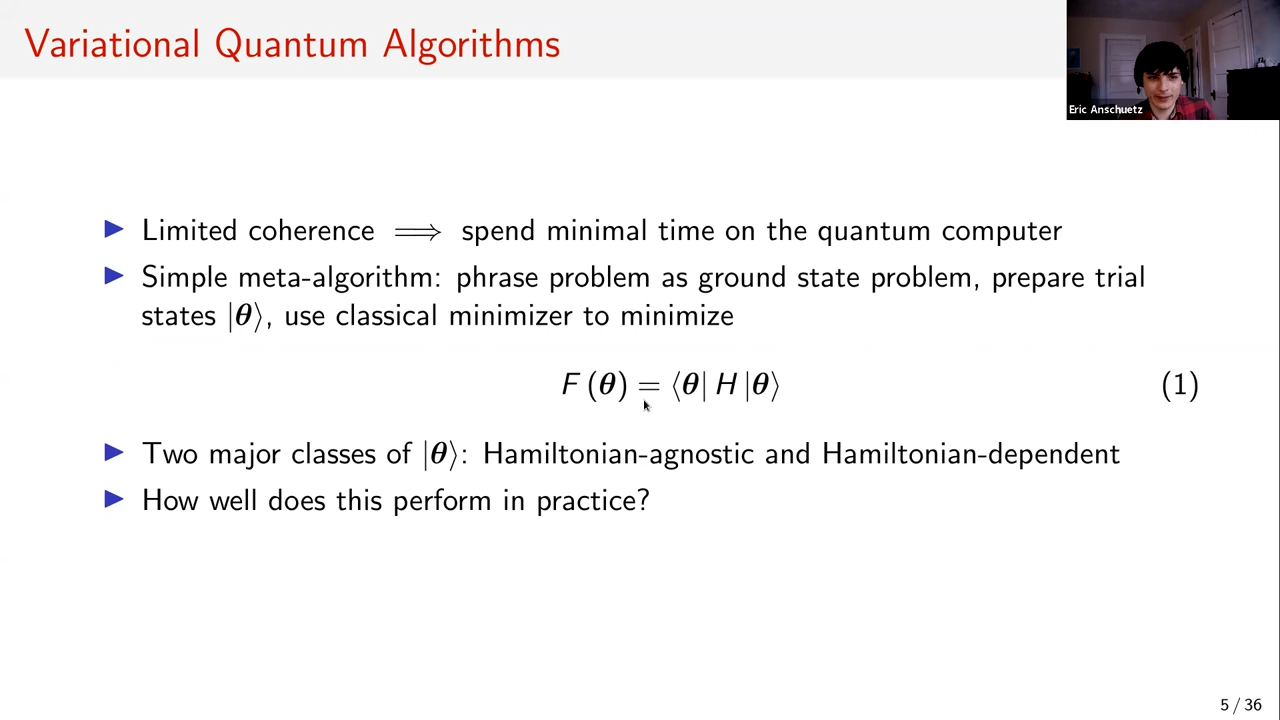 Variational Quantum Algorithms
Eric Anschuetz
▶ Limited coherence ⟹ spend minimal time on the quantum computer
▶ Simple meta-algorithm: phrase problem as ground state problem, prepare trial
states |θ⟩, use classical minimizer to minimize
F (θ) = ⟨θ| H |θ⟩ (1)
▶ Two major classes of |θ⟩: Hamiltonian-agnostic and Hamiltonian-dependent
▶ How well does this perform in practice?
5 / 36